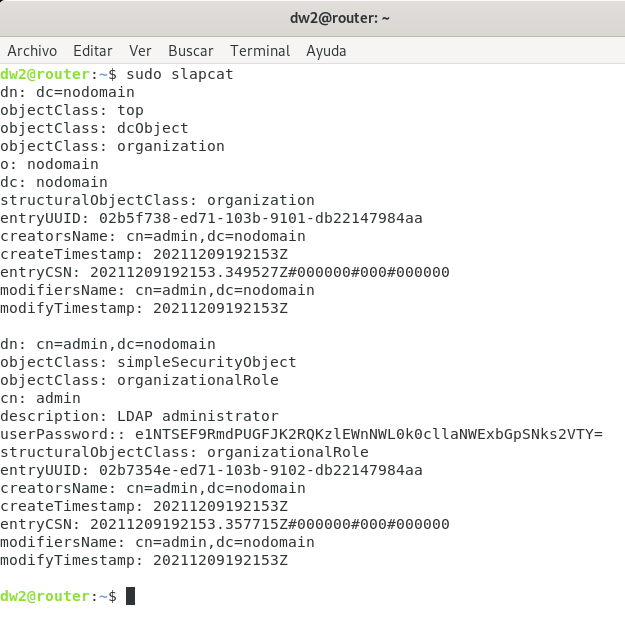 dw2@router: ~
Archivo Editar Ver Buscar Terminal Ayuda
dw2@router:~$ sudo slapcat
dn: dc=nodomain
objectClass: top
objectClass: dcObject
objectClass: organization
o: nodomain
dc: nodomain
structuralObjectClass: organization
entryUUID: 02b5f738-ed71-103b-9101-db22147984aa
creatorsName: cn=admin,dc=nodomain
createTimestamp: 20211209192153Z
entryCSN: 20211209192153.349527Z#000000#000#000000
modifiersName: cn=admin,dc=nodomain
modifyTimestamp: 20211209192153Z

dn: cn=admin,dc=nodomain
objectClass: simpleSecurityObject
objectClass: organizationalRole
cn: admin
description: LDAP administrator
userPassword:: e1NTSEF9RmdPUGFJK2RQKzlEWnNWL0k0cllaNWExbGpSNks2VTY=
structuralObjectClass: organizationalRole
entryUUID: 02b7354e-ed71-103b-9102-db22147984aa
creatorsName: cn=admin,dc=nodomain
createTimestamp: 20211209192153Z
entryCSN: 20211209192153.357715Z#000000#000#000000
modifiersName: cn=admin,dc=nodomain
modifyTimestamp: 20211209192153Z

dw2@router:~$